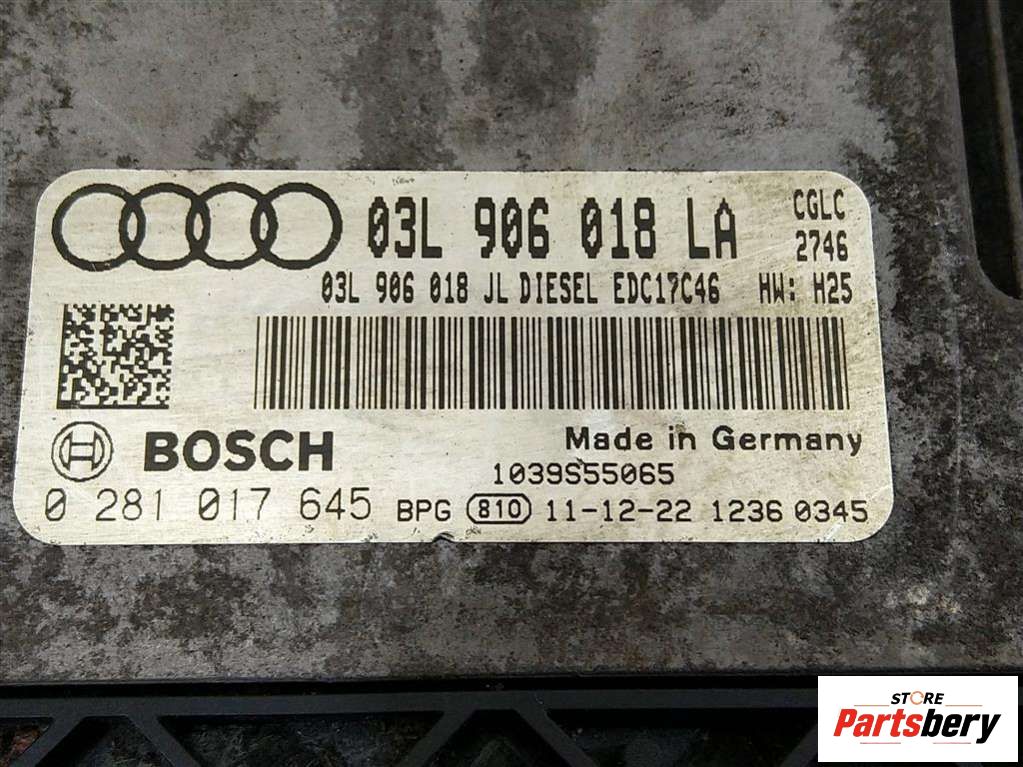 03L 906 018 LA
CGLC
2746
03L 906 018 JL DIESEL EDC17C46 HW: H25
BOSCH
Made in Germany
1039S55065
0 281 017 645 BPG 810 11-12-22 1236 0345
STORE
Partsbery